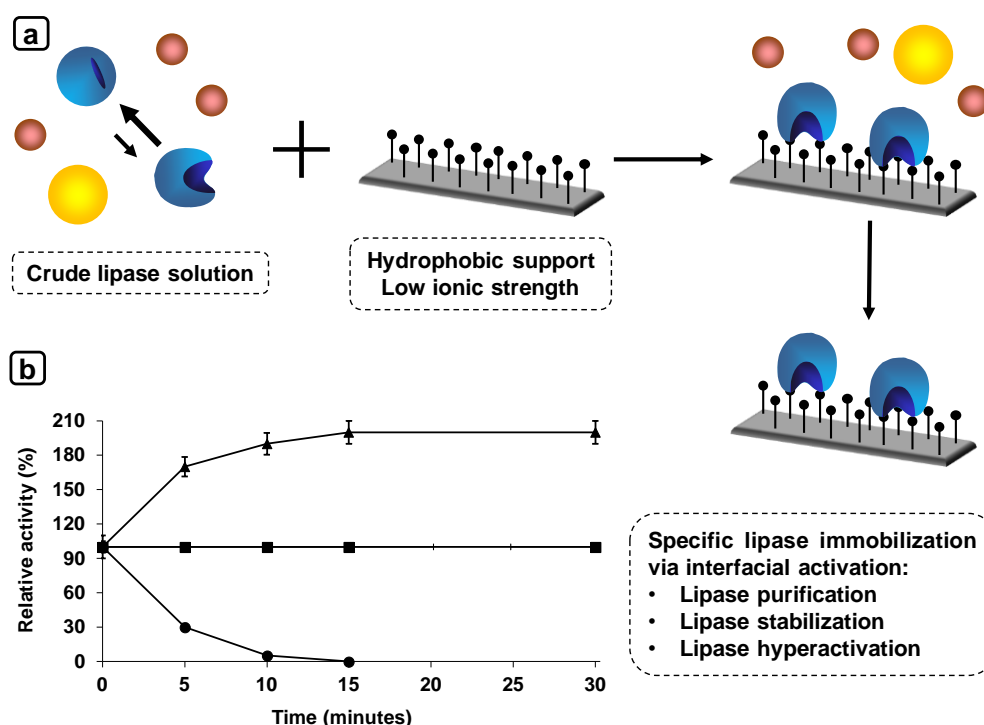 a
Crude lipase solution
Hydrophobic support
Low ionic strength
b
Relative activity (%)
210
180
150
120
90
60
30
0
0 5 10 15 20 25 30
Time (minutes)
Specific lipase immobilization
via interfacial activation:
• Lipase purification
• Lipase stabilization
• Lipase hyperactivation